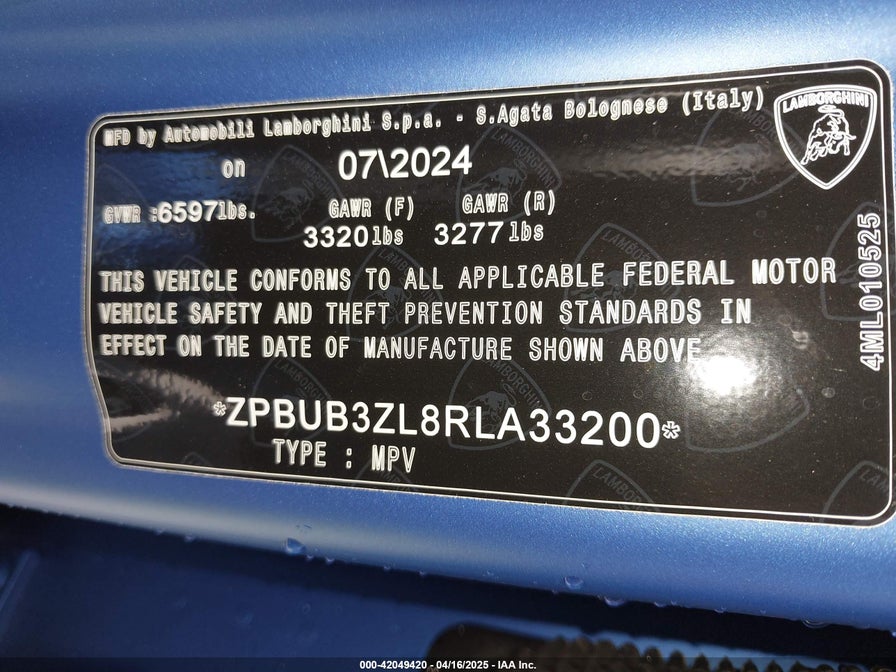 MFD by Automobili Lamborghini S.p.a. - S.Agata Bolognese (Italy)
LAMBORGHINI
on 07\2024
GVWR :6597lbs. GAWR (F) GAWR (R)
3320lbs 3277lbs
THIS VEHICLE CONFORMS TO ALL APPLICABLE FEDERAL MOTOR
VEHICLE SAFETY AND THEFT PREVENTION STANDARDS IN
EFFECT ON THE DATE OF MANUFACTURE SHOWN ABOVE
4ML010525
*ZPBUB3ZL8RLA33200*
TYPE : MPV
000-42049420 - 04/16/2025 - IAA Inc.